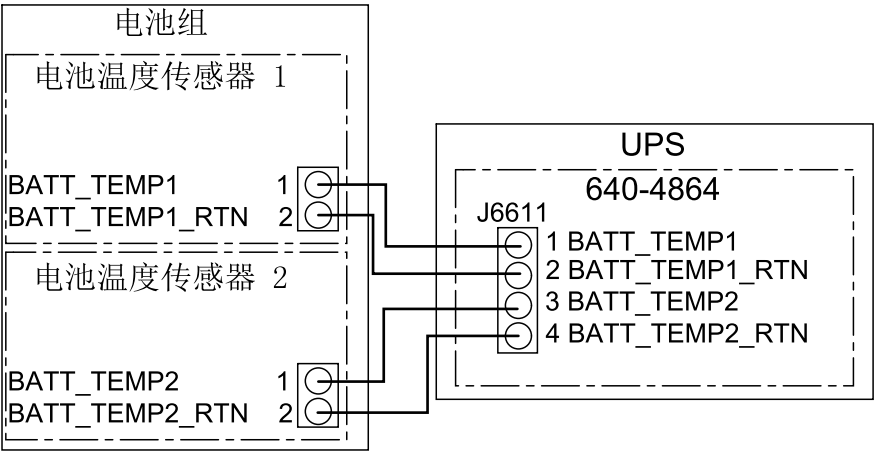 电池组
电池温度传感器 1
BATT_TEMP1 1
BATT_TEMP1_RTN 2
电池温度传感器 2
BATT_TEMP2 1
BATT_TEMP2_RTN 2
UPS
640-4864
J6611
1 BATT_TEMP1
2 BATT_TEMP1_RTN
3 BATT_TEMP2
4 BATT_TEMP2_RTN